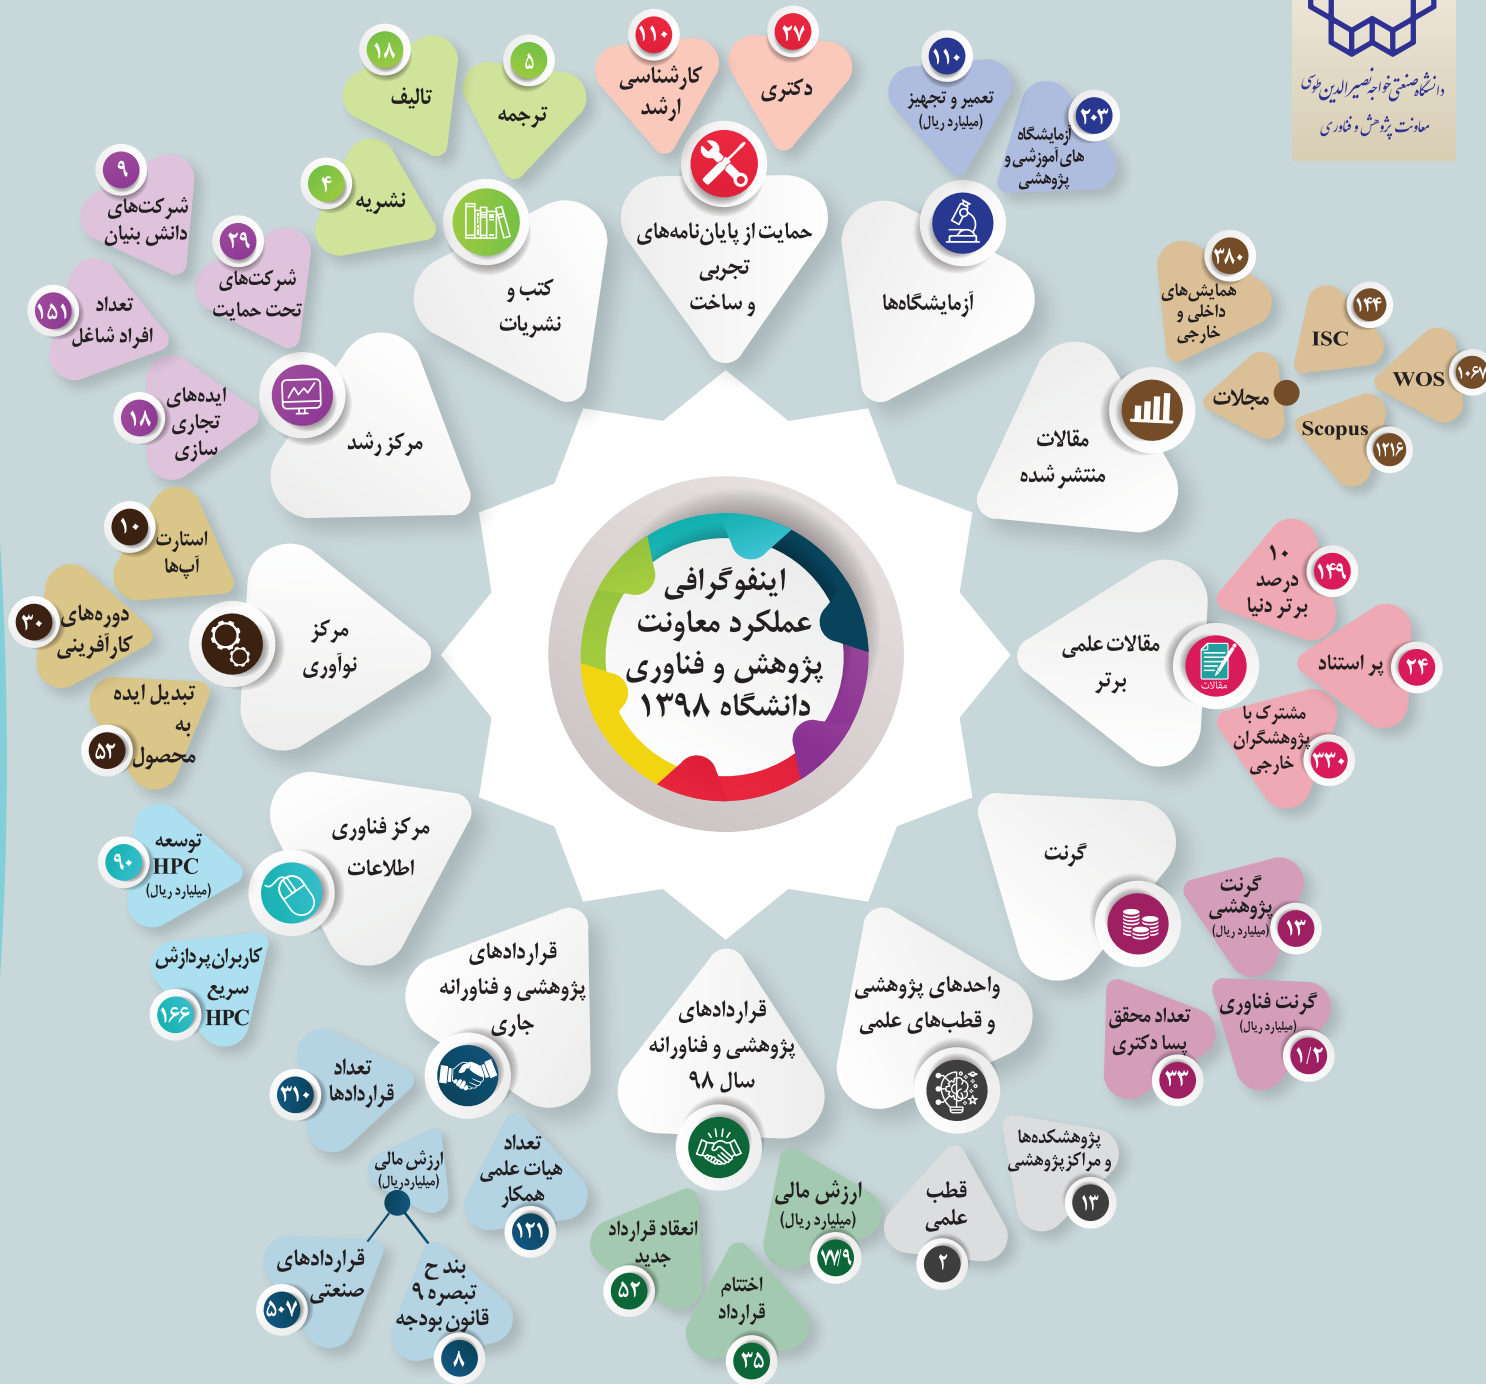 دانشگاه صنعتی خواجه نصیرالدین طوسی
معاونت پژوهش و فناوری
اینفوگرافی
عملکرد معاونت
پژوهش و فناوری
دانشگاه ۱۳۹۸
حمایت از پایان‌نامه‌های
تجربی
و ساخت
۲۷
دکتری
۱۱۰
کارشناسی
ارشد
آزمایشگاه‌ها
۱۱۰
تعمیر و تجهیز
(میلیارد ریال)
۲۰۳
آزمایشگاه
های آموزشی و
پژوهشی
مقالات
منتشر شده
۳۸۰
همایش‌های
داخلی و
خارجی
مجلات
۱۴۴
ISC
۱۰۶۷
WOS
Scopus
۱۲۱۶
مقالات علمی
برتر
مقالات
۱۰
درصد
برتر دنیا
۱۴۹
پر استناد
۲۴
مشترک با
پژوهشگران
خارجی
۳۳۰
گرنت
گرنت
پژوهشی
(میلیارد ریال)
۱۳
گرنت فناوری
(میلیارد ریال)
۱/۲
تعداد محقق
پسا دکتری
۳۳
واحدهای پژوهشی
و قطب‌های علمی
پژوهشکده‌ها
و مراکز پژوهشی
۱۳
قطب
علمی
۲
قراردادهای
پژوهشی و فناورانه
سال ۹۸
ارزش مالی
(میلیارد ریال)
۷۷/۹
اختتام
قرارداد
۳۵
انعقاد قرارداد
جدید
۵۲
قراردادهای
پژوهشی و فناورانه
جاری
تعداد
هیات علمی
همکار
۱۲۱
ارزش مالی
(میلیارد ریال)
بند ح
تبصره ۹
قانون بودجه
۸
قراردادهای
صنعتی
۵۰۷
تعداد
قراردادها
۳۱۰
مرکز فناوری
اطلاعات
کاربران پردازش
سریع
HPC
۱۶۶
توسعه
HPC
(میلیارد ریال)
۹۰
مرکز
نوآوری
تبدیل ایده
به
محصول
۵۲
دوره‌های
کارآفرینی
۳۰
استارت
آپ‌ها
۱۰
مرکز رشد
ایده‌های
تجاری
سازی
۱۸
تعداد
افراد شاغل
۱۵۱
۹
شرکت‌های
دانش بنیان
۲۹
شرکت‌های
تحت حمایت
کتب و
نشریات
۴
نشریه
۱۸
تالیف
۵
ترجمه